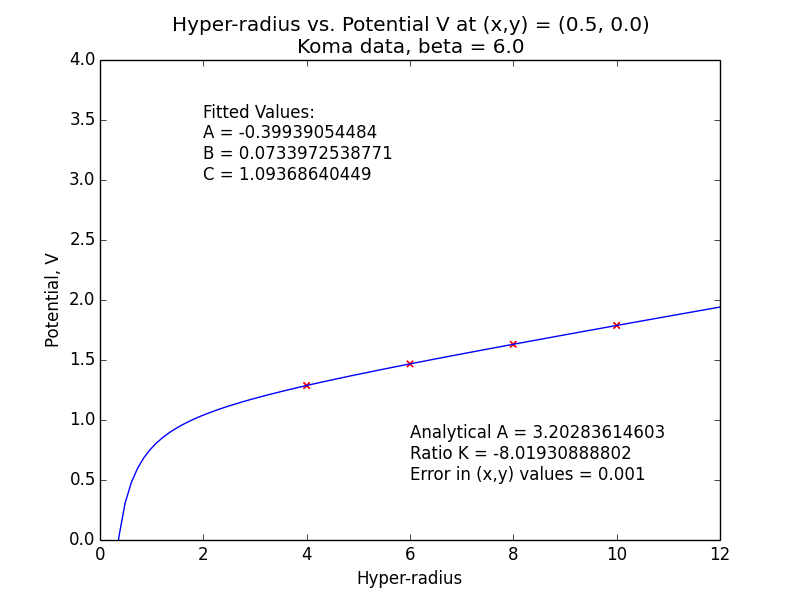 Hyper-radius vs. Potential V at (x,y) = (0.5, 0.0)
Koma data, beta = 6.0
4.0
3.5
3.0
2.5
2.0
1.5
1.0
0.5
0.0
Potential, V
Fitted Values:
A = -0.39939054484
B = 0.0733972538771
C = 1.09368640449
Analytical A = 3.20283614603
Ratio K = -8.01930888802
Error in (x,y) values = 0.001
0 2 4 6 8 10 12
Hyper-radius